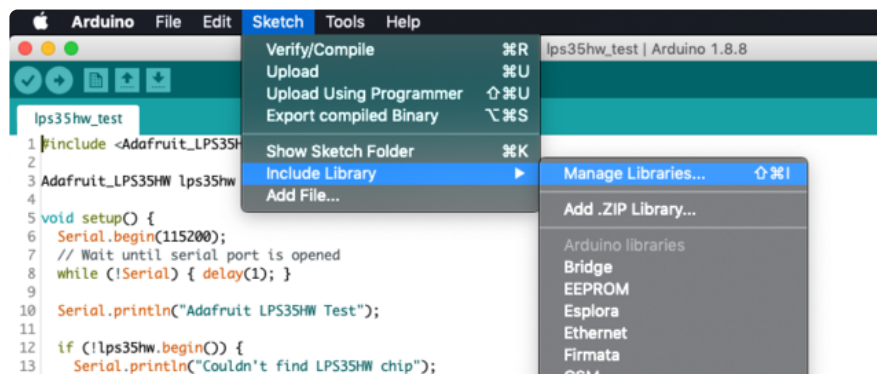 Arduino File Edit Sketch Tools Help
lps35hw_test | Arduino 1.8.8
Verify/Compile ⌘R
Upload ⌘U
Upload Using Programmer ⇧⌘U
Export compiled Binary ⌥⌘S
Show Sketch Folder ⌘K
Include Library ▶
Add File...
Manage Libraries... ⇧⌘I
Add .ZIP Library...
Arduino libraries
Bridge
EEPROM
Esplora
Ethernet
Firmata
GSM
lps35hw_test
1 #include <Adafruit_LPS35H
2
3 Adafruit_LPS35HW lps35hw
4
5 void setup() {
6 Serial.begin(115200);
7 // Wait until serial port is opened
8 while (!Serial) { delay(1); }
9
10 Serial.println("Adafruit LPS35HW Test");
11
12 if (!lps35hw.begin()) {
13 Serial.println("Couldn't find LPS35HW chip");